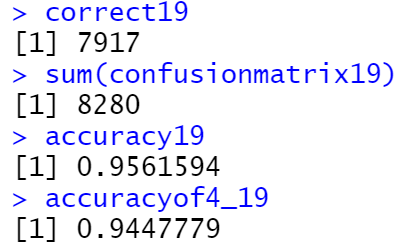 > correct19
[1] 7917
> sum(confusionmatrix19)
[1] 8280
> accuracy19
[1] 0.9561594
> accuracyof4_19
[1] 0.9447779